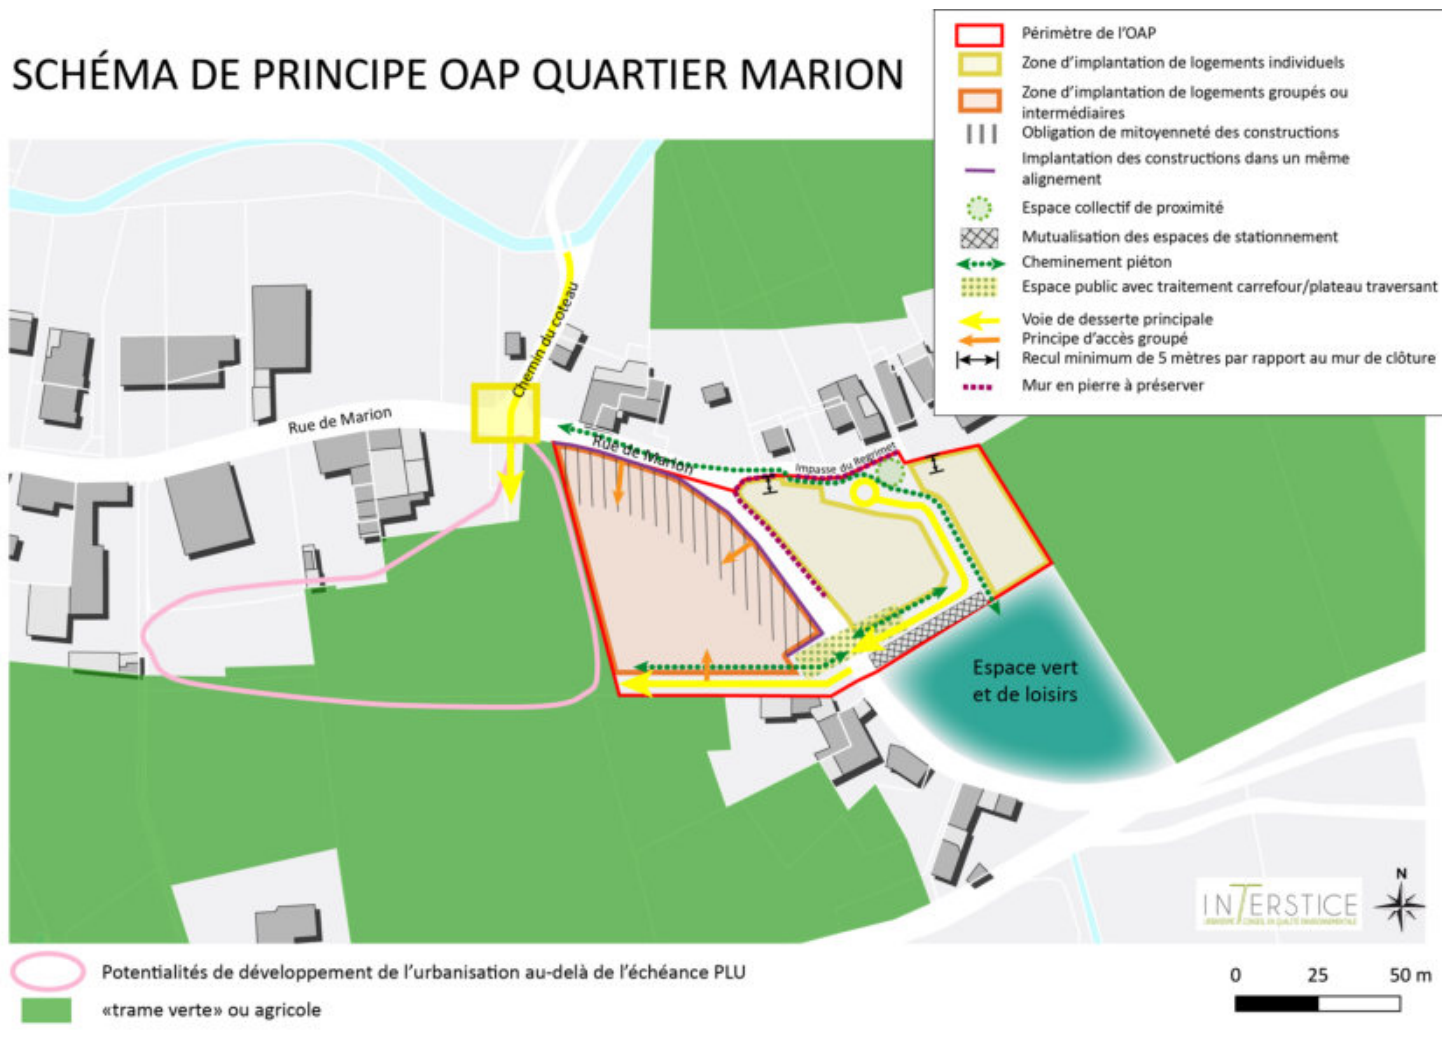 SCHÉMA DE PRINCIPE OAP QUARTIER MARION
Périmètre de l'OAP
Zone d'implantation de logements individuels
Zone d'implantation de logements groupés ou
intermédiaires
Obligation de mitoyenneté des constructions
Implantation des constructions dans un même
alignement
Espace collectif de proximité
Mutualisation des espaces de stationnement
Cheminement piéton
Espace public avec traitement carrefour/plateau traversant
Voie de desserte principale
Principe d'accès groupé
Recul minimum de 5 mètres par rapport au mur de clôture
Mur en pierre à préserver
Chemin du coteau
Rue de Marion
Rue de Marion
Impasse du Regrimet
Espace vert
et de loisirs
INTERSTICE
N
Potentialités de développement de l'urbanisation au-delà de l'échéance PLU
«trame verte» ou agricole
0 25 50 m